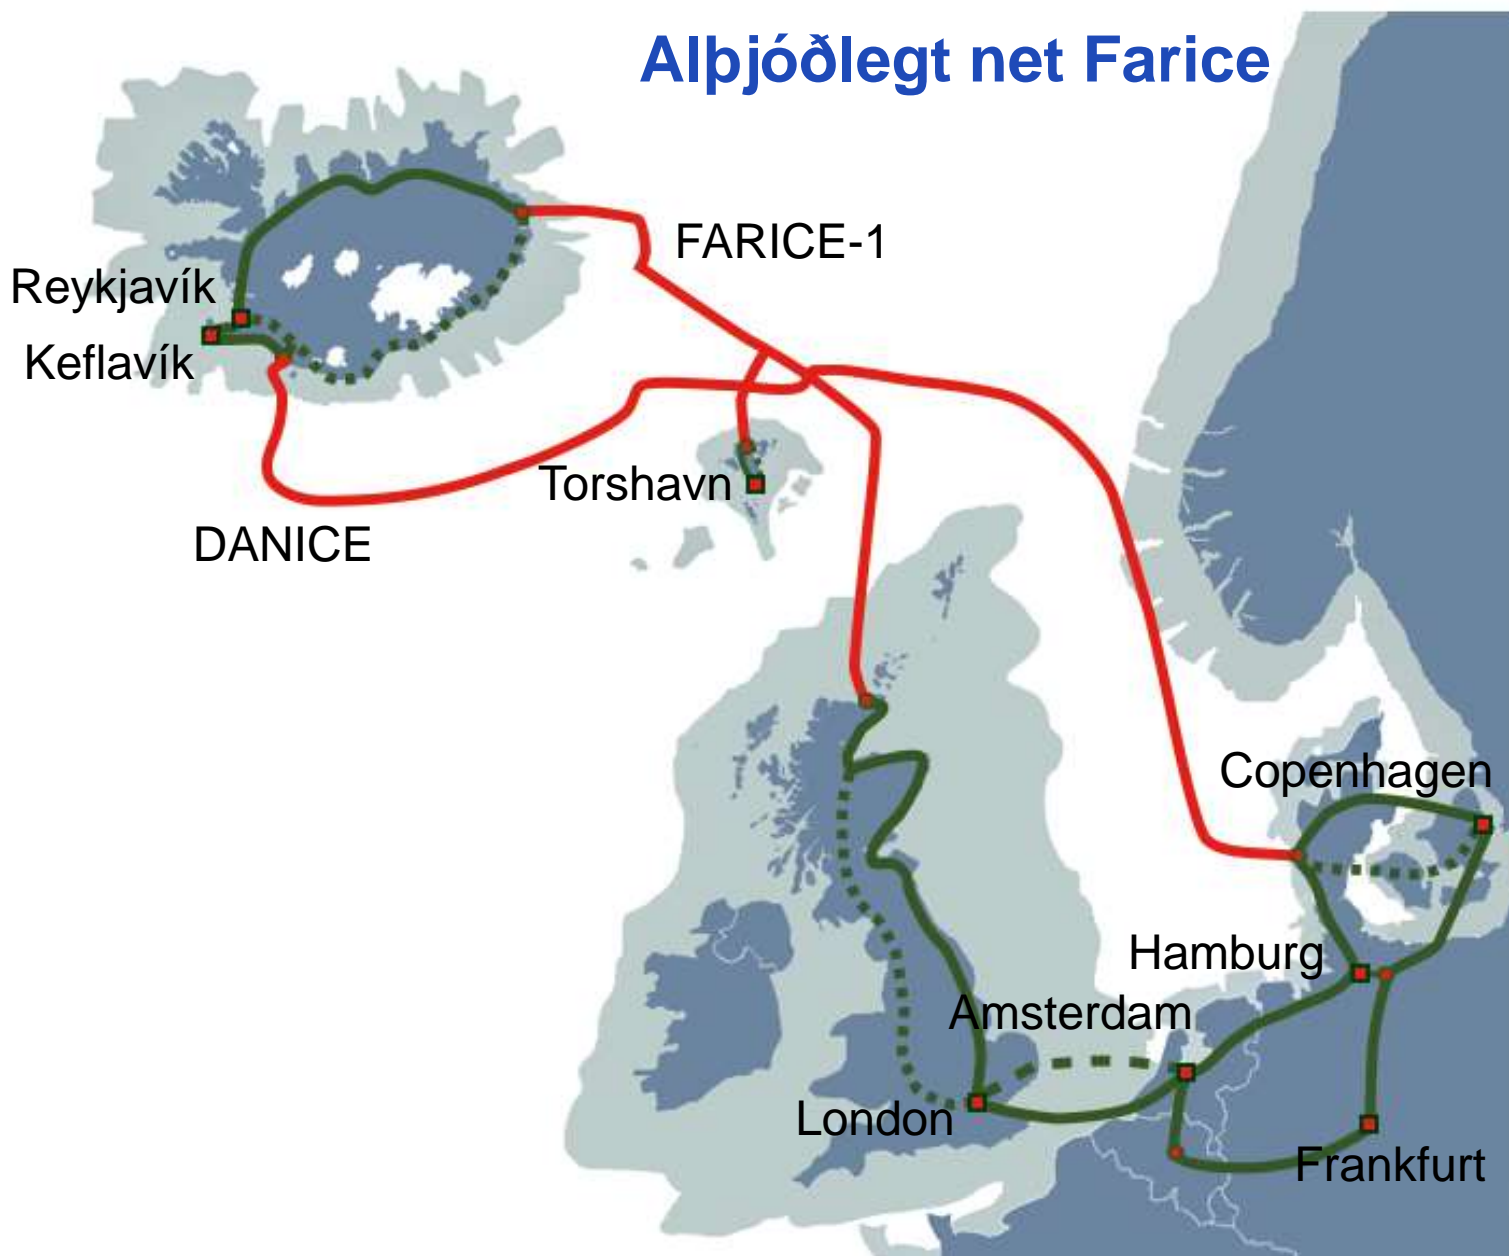 Alþjóðlegt net Farice
FARICE-1
Reykjavík
Keflavík
Torshavn
DANICE
Copenhagen
Hamburg
Amsterdam
London
Frankfurt